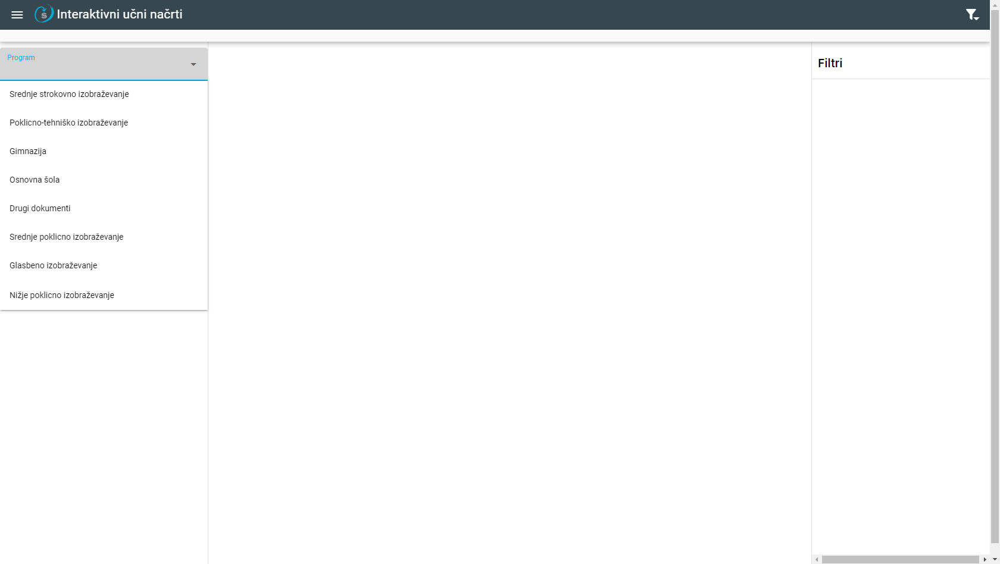 Interaktivni učni načrti
Program
Filtri
Srednje strokovno izobraževanje
Poklicno-tehniško izobraževanje
Gimnazija
Osnovna šola
Drugi dokumenti
Srednje poklicno izobraževanje
Glasbeno izobraževanje
Nižje poklicno izobraževanje